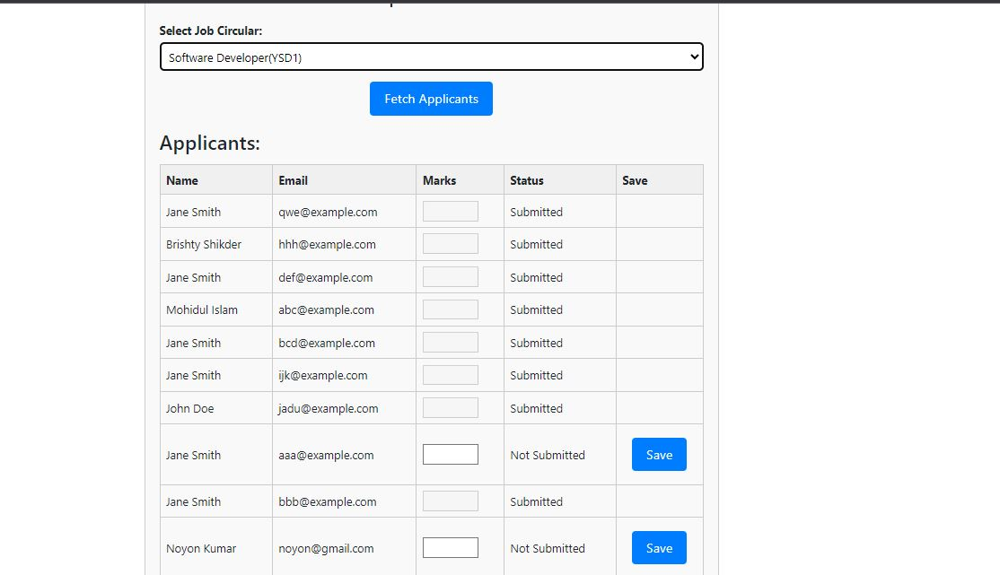 Select Job Circular:
Software Developer(YSD1)
Fetch Applicants
Applicants:
Name Email Marks Status Save
Jane Smith qwe@example.com Submitted
Brishty Shikder hhh@example.com Submitted
Jane Smith def@example.com Submitted
Mohidul Islam abc@example.com Submitted
Jane Smith bcd@example.com Submitted
Jane Smith ijk@example.com Submitted
John Doe jadu@example.com Submitted
Jane Smith aaa@example.com Not Submitted Save
Jane Smith bbb@example.com Submitted
Noyon Kumar noyon@gmail.com Not Submitted Save